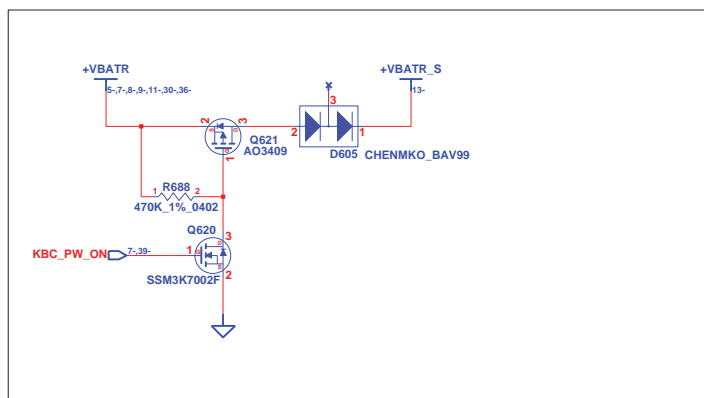 +VBATR
5-,7-,8-,9-,11-,30-,36-
+VBATR_S
13-
2
3
S
D
G
1
Q621
AO3409
3
2
1
D605
CHENMKO_BAV99
R688
1
2
470K_1%_0402
Q620
3
D
KBC_PW_ON
7-,39-
1
G
S
2
SSM3K7002F